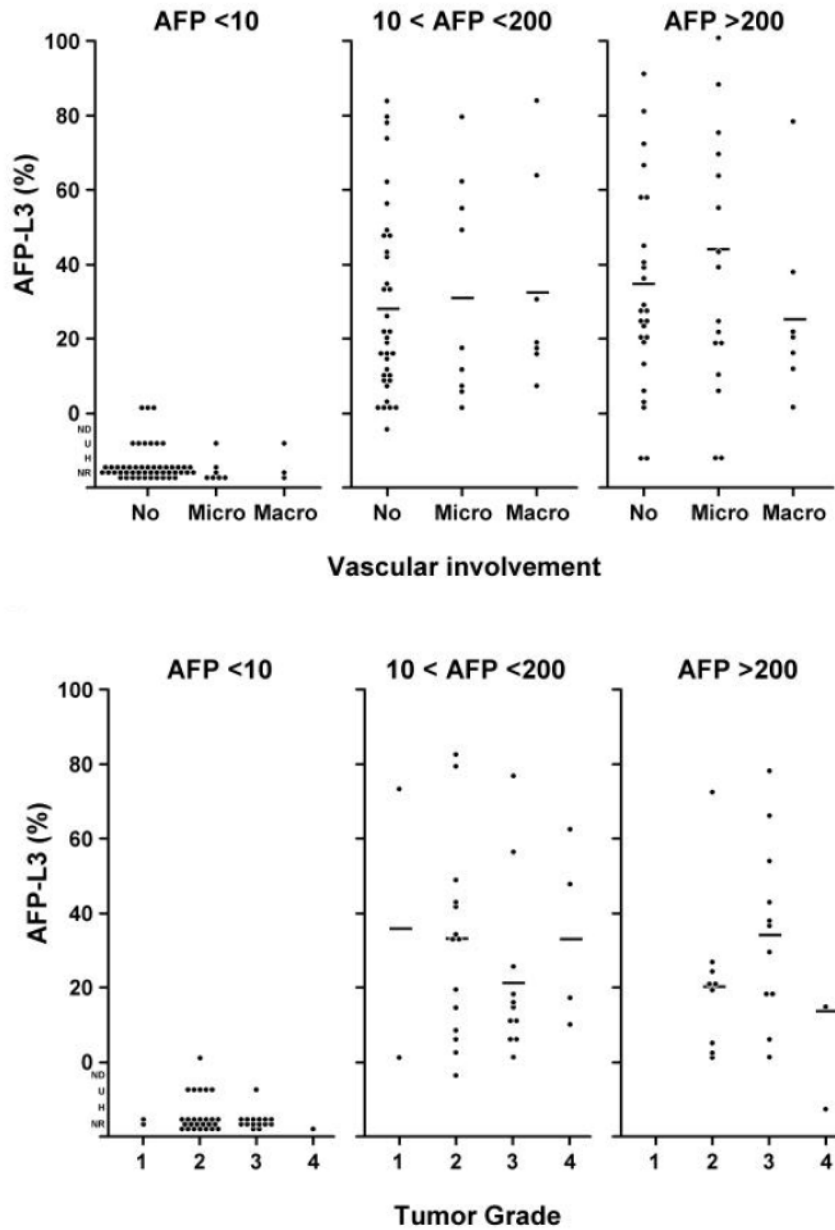 AFP <10 10 < AFP <200 AFP >200
100
80
60
40
20
0
ND
U
H
NR
AFP-L3 (%)
No Micro Macro No Micro Macro No Micro Macro
Vascular involvement
AFP <10 10 < AFP <200 AFP >200
100
80
60
40
20
0
ND
U
H
NR
AFP-L3 (%)
1 2 3 4 1 2 3 4 1 2 3 4
Tumor Grade